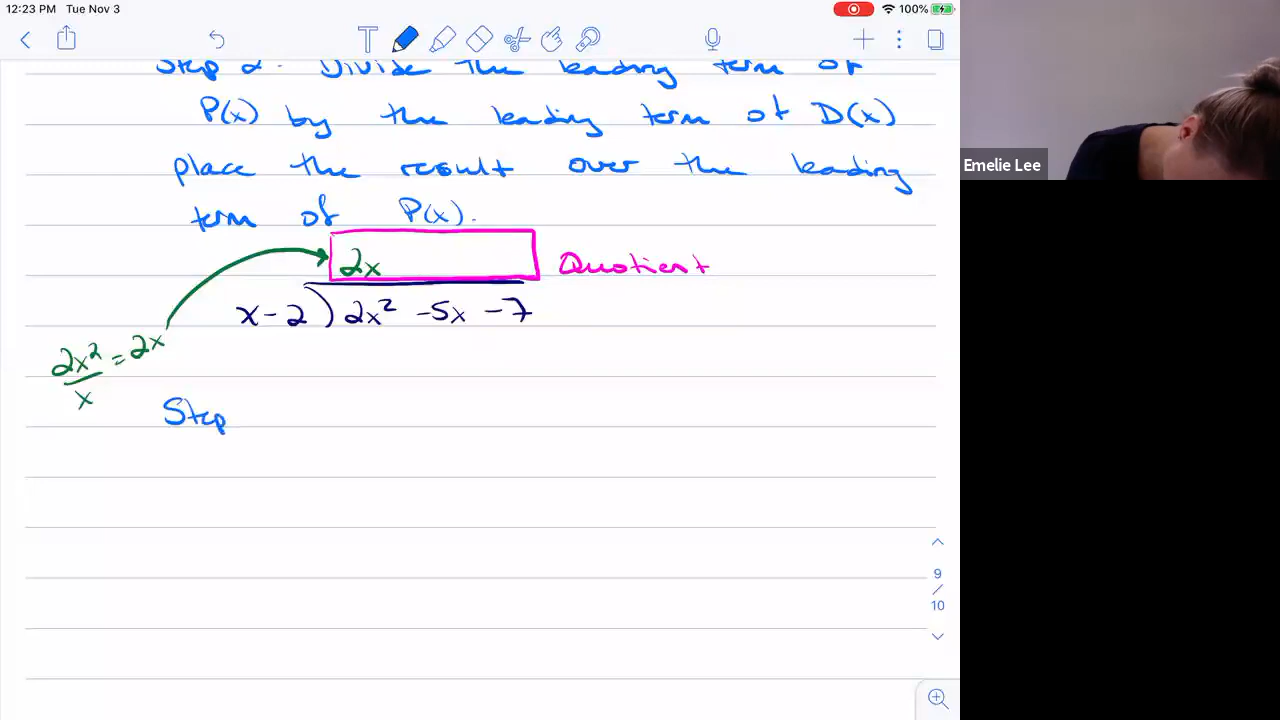 12:23 PM Tue Nov 3
100%
Step 2: Divide the leading term of
P(x) by the leading term of D(x)
place the result over the leading
term of P(x).
2x
Quotient
x-2 ) 2x² -5x -7
2x²/x = 2x
Step
9
/
10
T
Emelie Lee